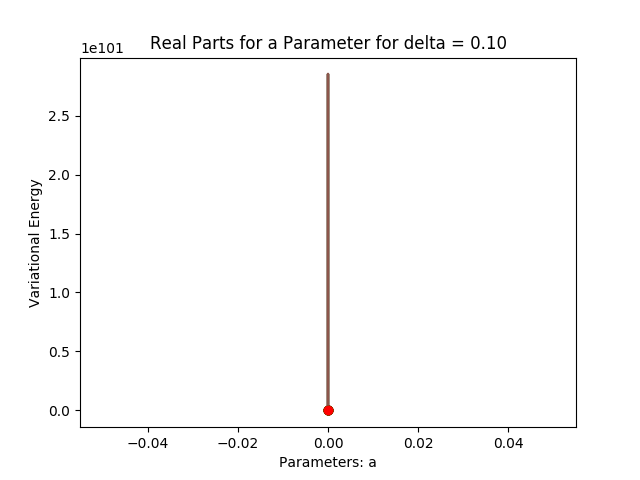 Real Parts for a Parameter for delta = 0.10
1e101
2.5
2.0
1.5
1.0
0.5
0.0
Variational Energy
−0.04 −0.02 0.00 0.02 0.04
Parameters: a